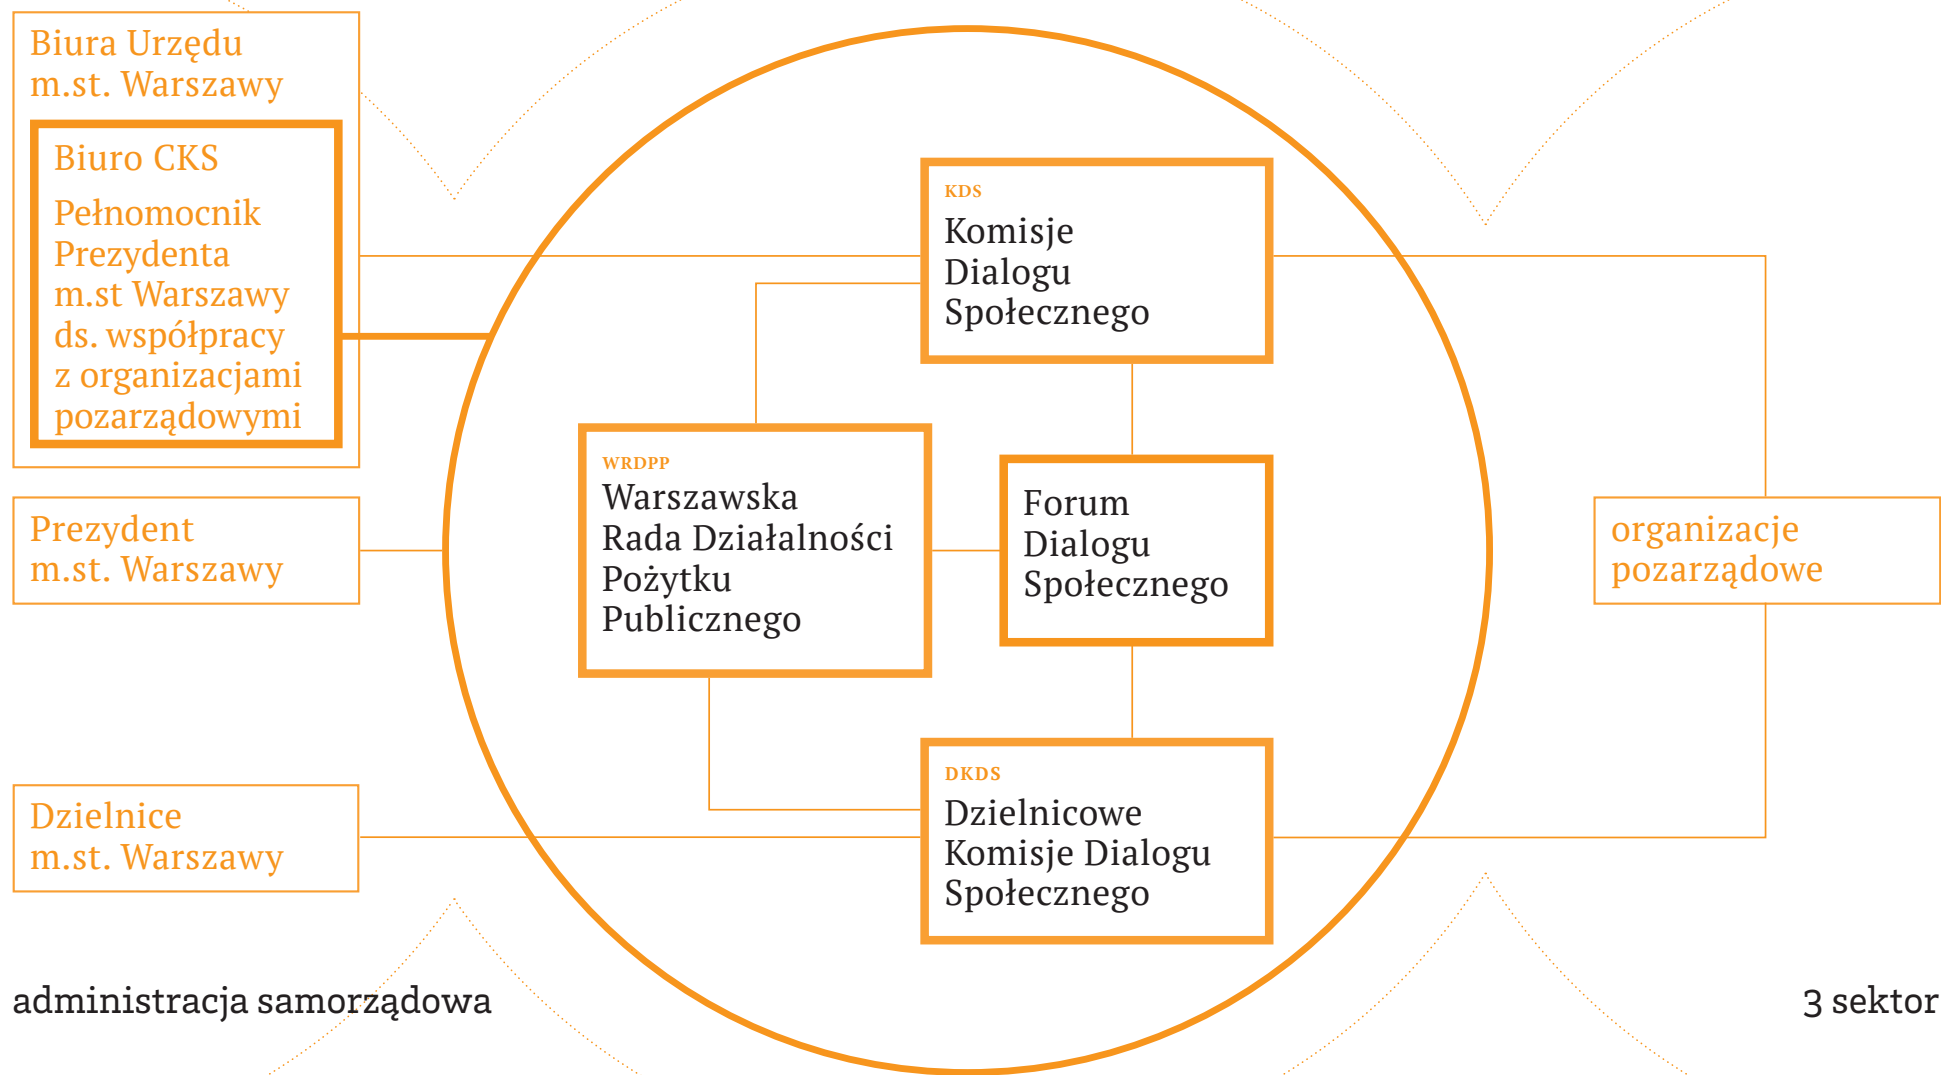 Biura Urzędu
m.st. Warszawy
Biuro CKS
Pełnomocnik
Prezydenta
m.st Warszawy
ds. współpracy
z organizacjami
pozarządowymi
Prezydent
m.st. Warszawy
Dzielnice
m.st. Warszawy
KDS
Komisje
Dialogu
Społecznego
WRDPP
Warszawska
Rada Działalności
Pożytku
Publicznego
Forum
Dialogu
Społecznego
DKDS
Dzielnicowe
Komisje Dialogu
Społecznego
organizacje
pozarządowe
administracja samorządowa
3 sektor